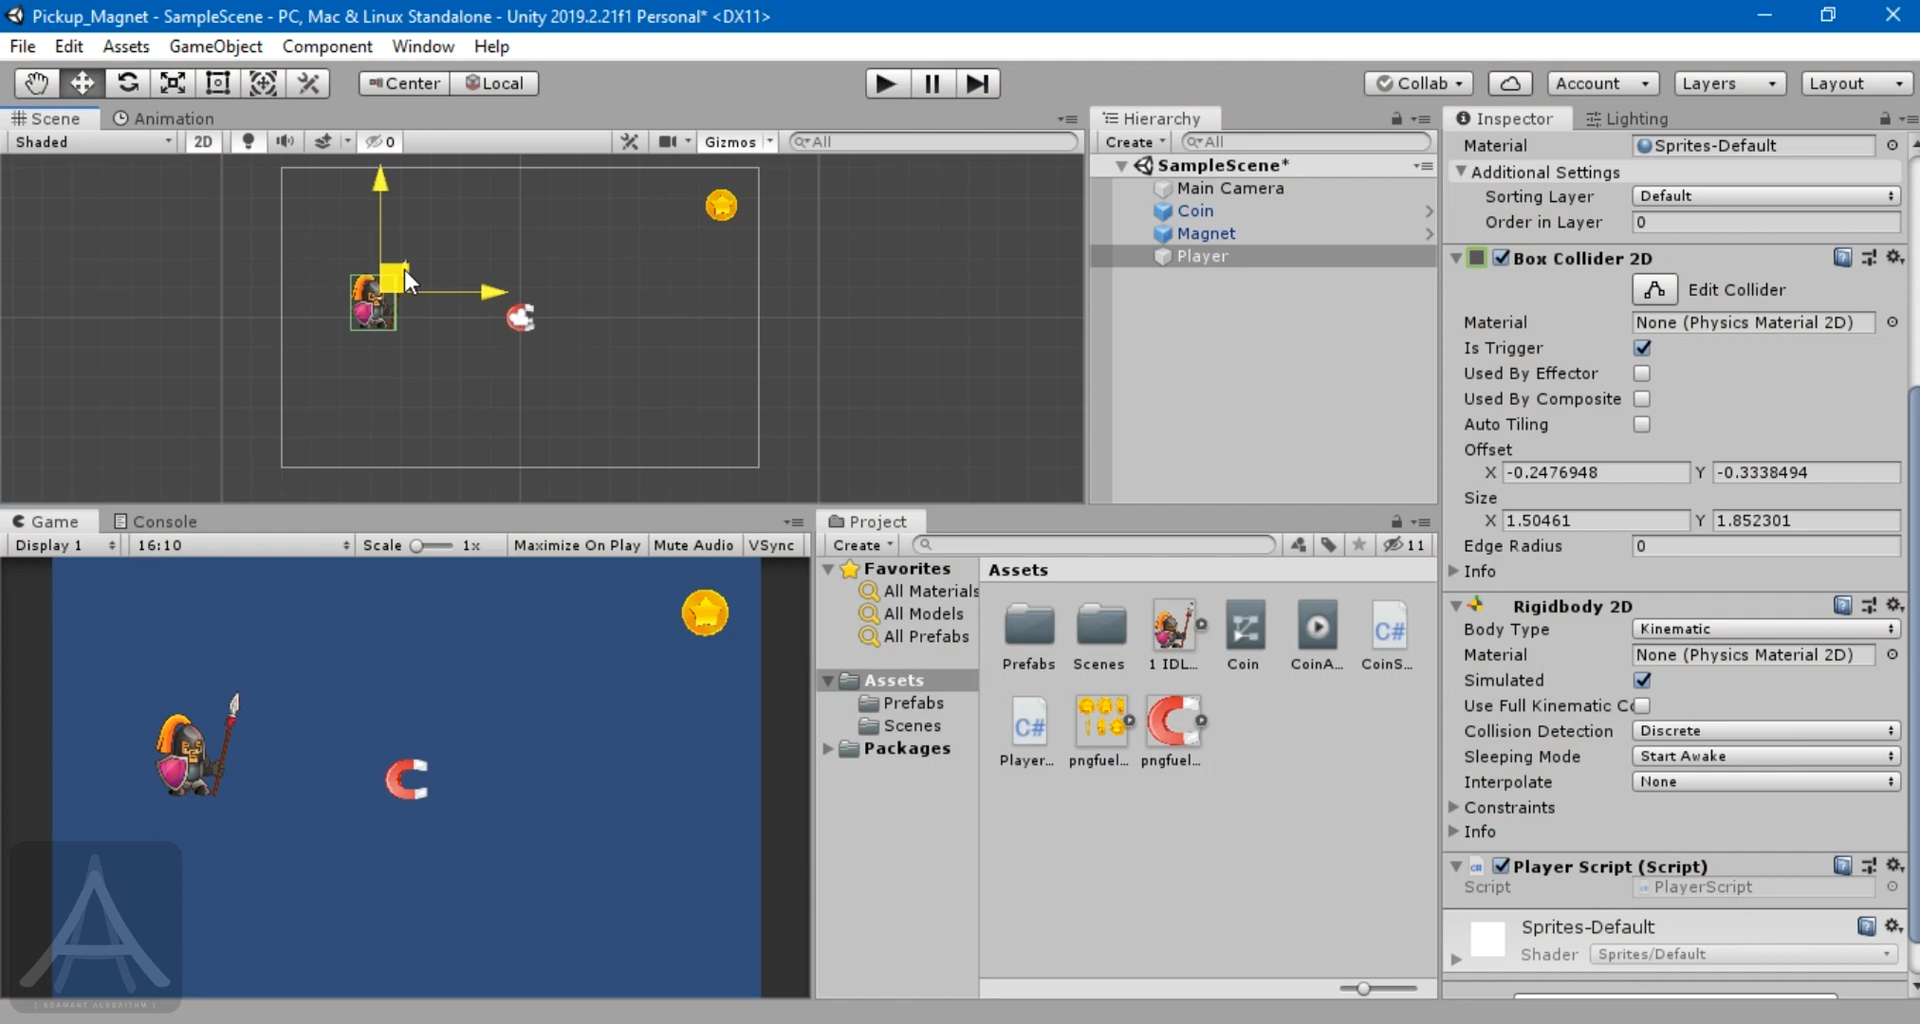 Pickup_Magnet - SampleScene - PC, Mac & Linux Standalone - Unity 2019.2.21f1 Personal* <DX11>
File Edit Assets GameObject Component Window Help
Center Local Collab Account Layers Layout
Scene Animation
Shaded 2D 0 Gizmos All
Hierarchy
Create All
SampleScene*
Main Camera
Coin
Magnet
Player
Inspector Lighting
Material Sprites-Default
Additional Settings
Sorting Layer Default
Order in Layer 0
Box Collider 2D
Edit Collider
Material None (Physics Material 2D)
Is Trigger
Used By Effector
Used By Composite
Auto Tiling
Offset
X -0.2476948 Y -0.3338494
Size
X 1.50461 Y 1.852301
Edge Radius 0
Info
Rigidbody 2D
Body Type Kinematic
Material None (Physics Material 2D)
Simulated
Use Full Kinematic C
Collision Detection Discrete
Sleeping Mode Start Awake
Interpolate None
Constraints
Info
Player Script (Script)
Script PlayerScript
Sprites-Default
Shader Sprites/Default
Game Console
Display 1 16:10 Scale 1x Maximize On Play Mute Audio VSync
Project
Create 11
Favorites
All Materials
All Models
All Prefabs
Assets
Prefabs
Scenes
Packages
Assets
Prefabs Scenes 1 IDL... Coin CoinA... CoinS...
Player... pngfuel... pngfuel...
C#
C#
[ ADAMANT ALGORITHM ]